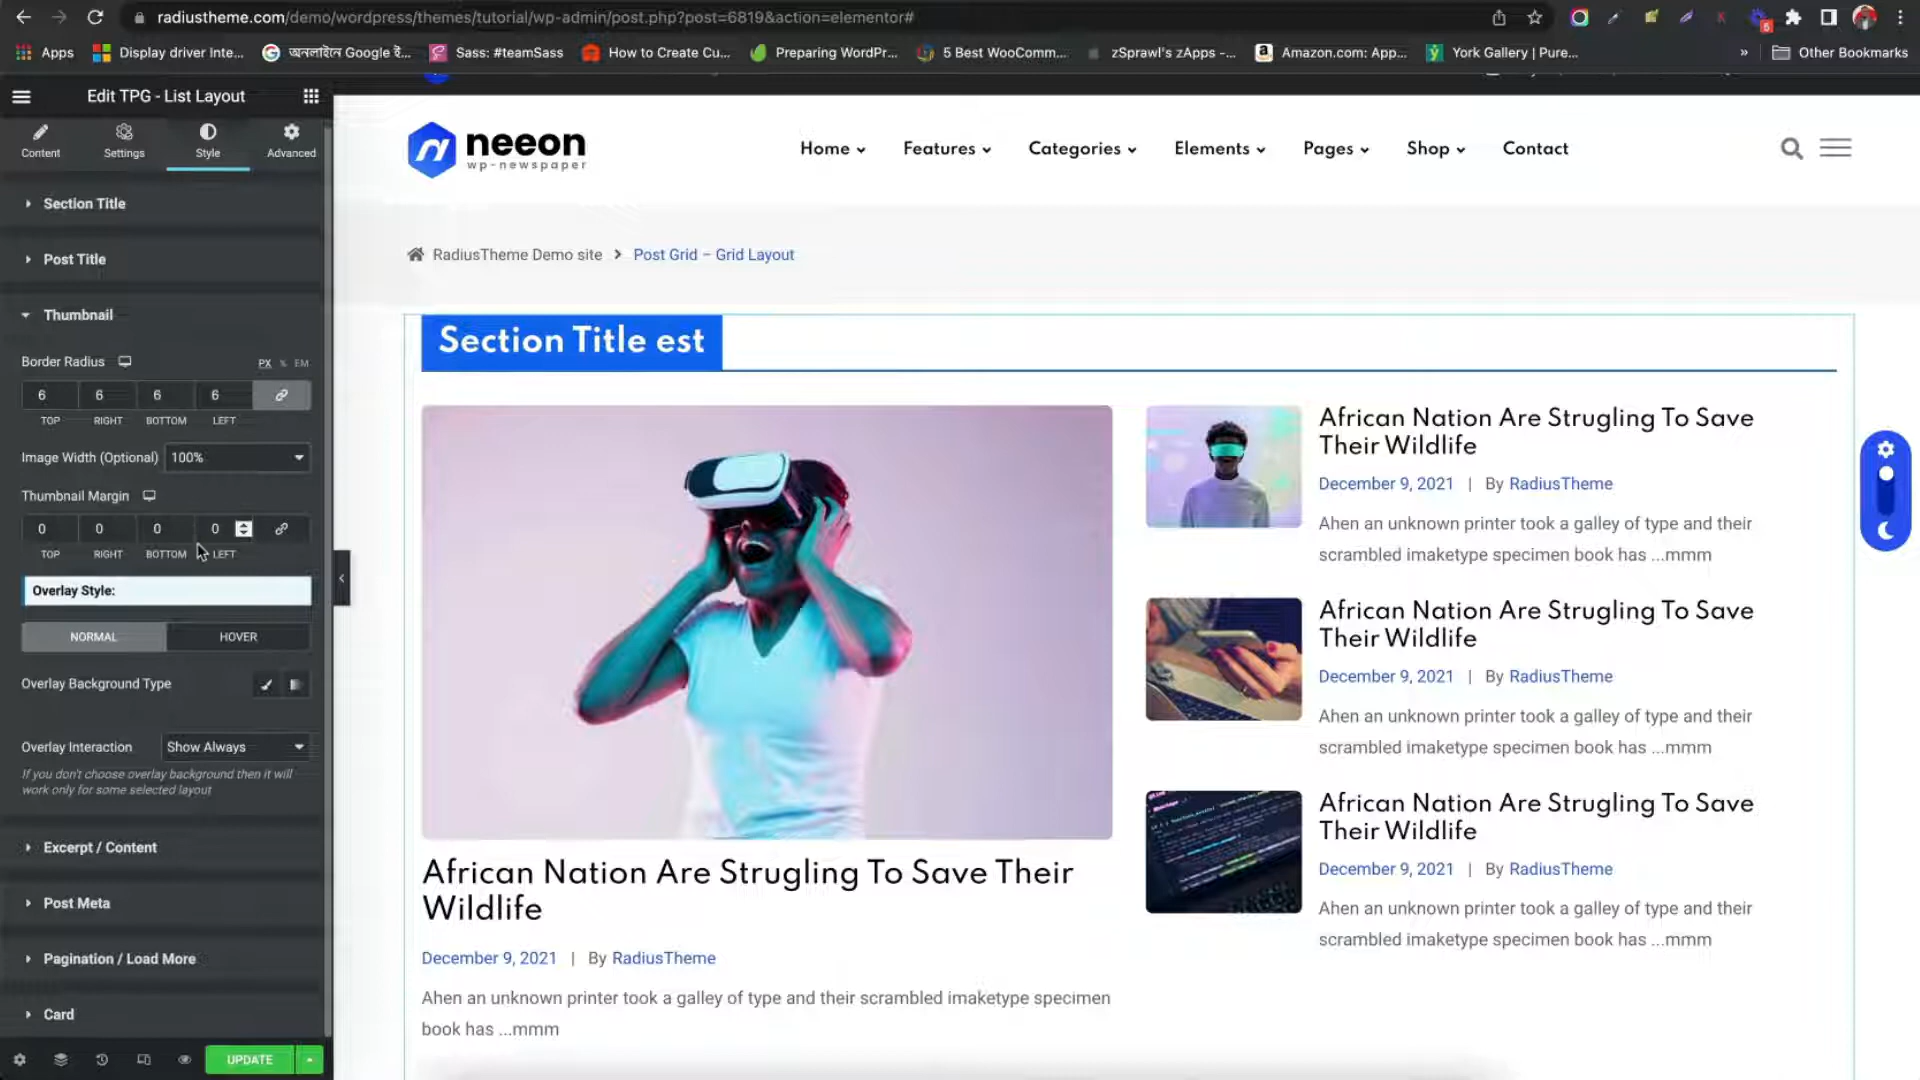 radiustheme.com/demo/wordpress/themes/tutorial/wp-admin/post.php?post=6819&action=elementor#
Apps
Display driver Inte...
অনলাইনে Google ই...
Sass: #teamSass
How to Create Cu...
Preparing WordPr...
5 Best WooComm...
zSprawl's zApps -...
Amazon.com: App...
York Gallery | Pure...
»
Other Bookmarks
Edit TPG - List Layout
Content
Settings
Style
Advanced
Section Title
Post Title
Thumbnail
Border Radius
PX % EM
6 6 6 6
TOP RIGHT BOTTOM LEFT
Image Width (Optional) 100%
Thumbnail Margin
0 0 0 0
TOP RIGHT BOTTOM LEFT
Overlay Style:
NORMAL HOVER
Overlay Background Type
Overlay Interaction Show Always
If you don't choose overlay background then it will
work only for some selected layout
Excerpt / Content
Post Meta
Pagination / Load More
Card
UPDATE
neeon
wp-newspaper
Home
Features
Categories
Elements
Pages
Shop
Contact
RadiusTheme Demo site > Post Grid – Grid Layout
Section Title est
African Nation Are Strugling To Save Their
Wildlife
December 9, 2021 | By RadiusTheme
Ahen an unknown printer took a galley of type and their scrambled imaketype specimen
book has ...mmm
African Nation Are Strugling To Save
Their Wildlife
December 9, 2021 | By RadiusTheme
Ahen an unknown printer took a galley of type and their
scrambled imaketype specimen book has ...mmm
African Nation Are Strugling To Save
Their Wildlife
December 9, 2021 | By RadiusTheme
Ahen an unknown printer took a galley of type and their
scrambled imaketype specimen book has ...mmm
African Nation Are Strugling To Save
Their Wildlife
December 9, 2021 | By RadiusTheme
Ahen an unknown printer took a galley of type and their
scrambled imaketype specimen book has ...mmm